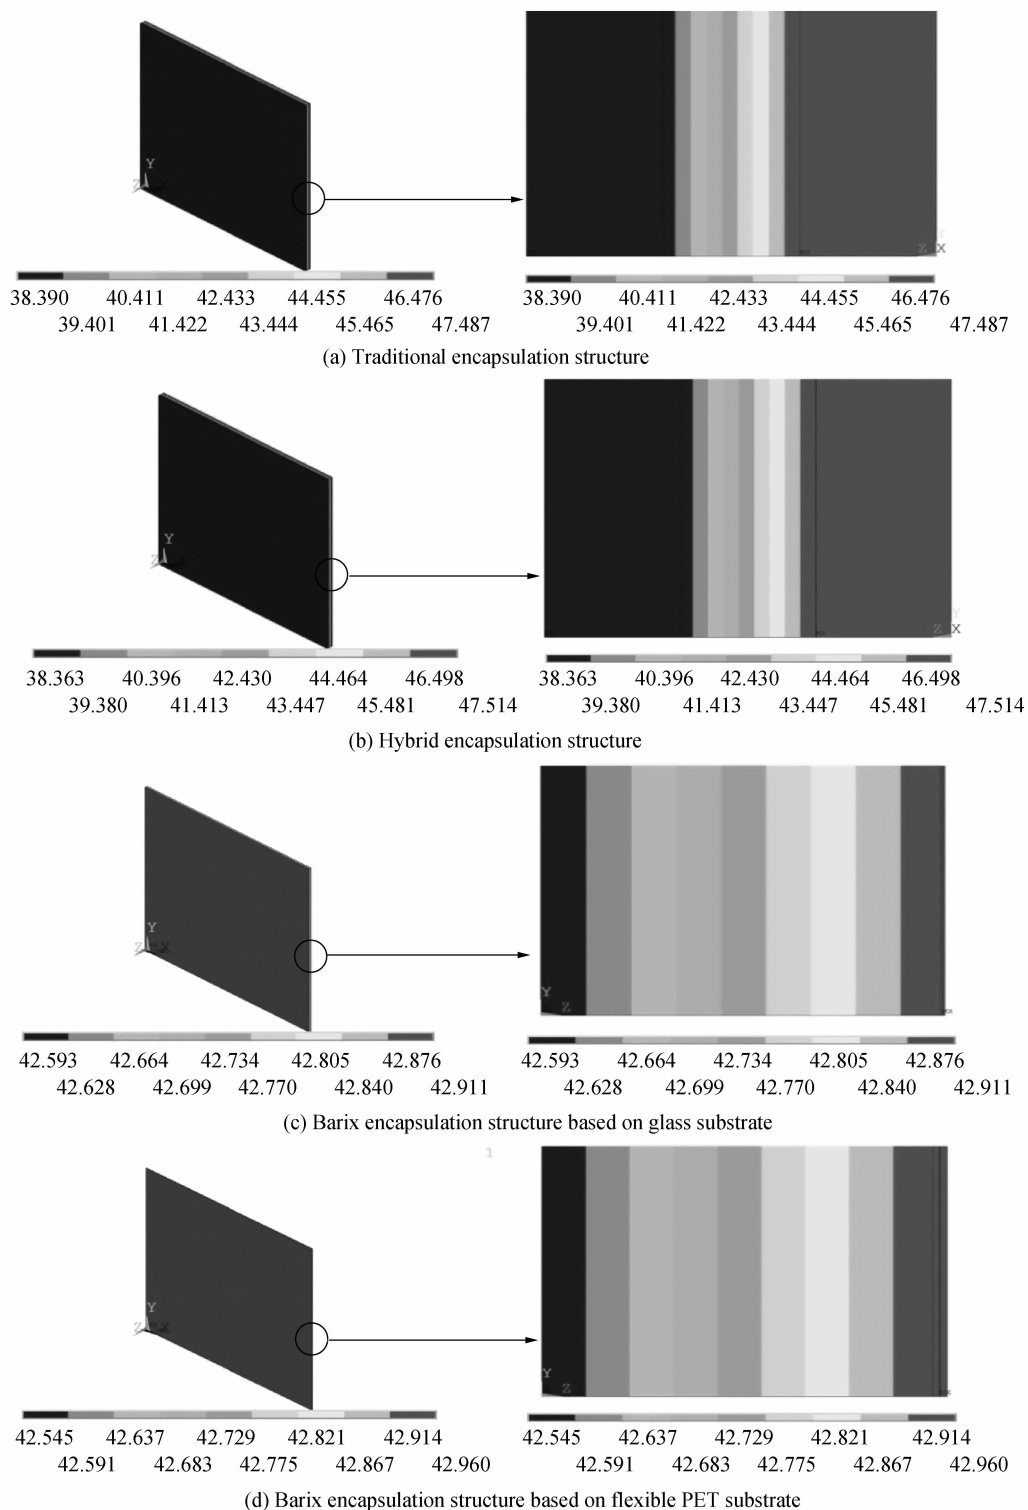 Y
Z
Z X
38.390 40.411 42.433 44.455 46.476
39.401 41.422 43.444 45.465 47.487
38.390 40.411 42.433 44.455 46.476
39.401 41.422 43.444 45.465 47.487
(a) Traditional encapsulation structure
Y
Z
Y
Z X
38.363 40.396 42.430 44.464 46.498
39.380 41.413 43.447 45.481 47.514
38.363 40.396 42.430 44.464 46.498
39.380 41.413 43.447 45.481 47.514
(b) Hybrid encapsulation structure
Y
Z X
Y
Z
42.593 42.664 42.734 42.805 42.876
42.628 42.699 42.770 42.840 42.911
42.593 42.664 42.734 42.805 42.876
42.628 42.699 42.770 42.840 42.911
(c) Barix encapsulation structure based on glass substrate
1
Y
Z X
Y
Z
42.545 42.637 42.729 42.821 42.914
42.591 42.683 42.775 42.867 42.960
42.545 42.637 42.729 42.821 42.914
42.591 42.683 42.775 42.867 42.960
(d) Barix encapsulation structure based on flexible PET substrate